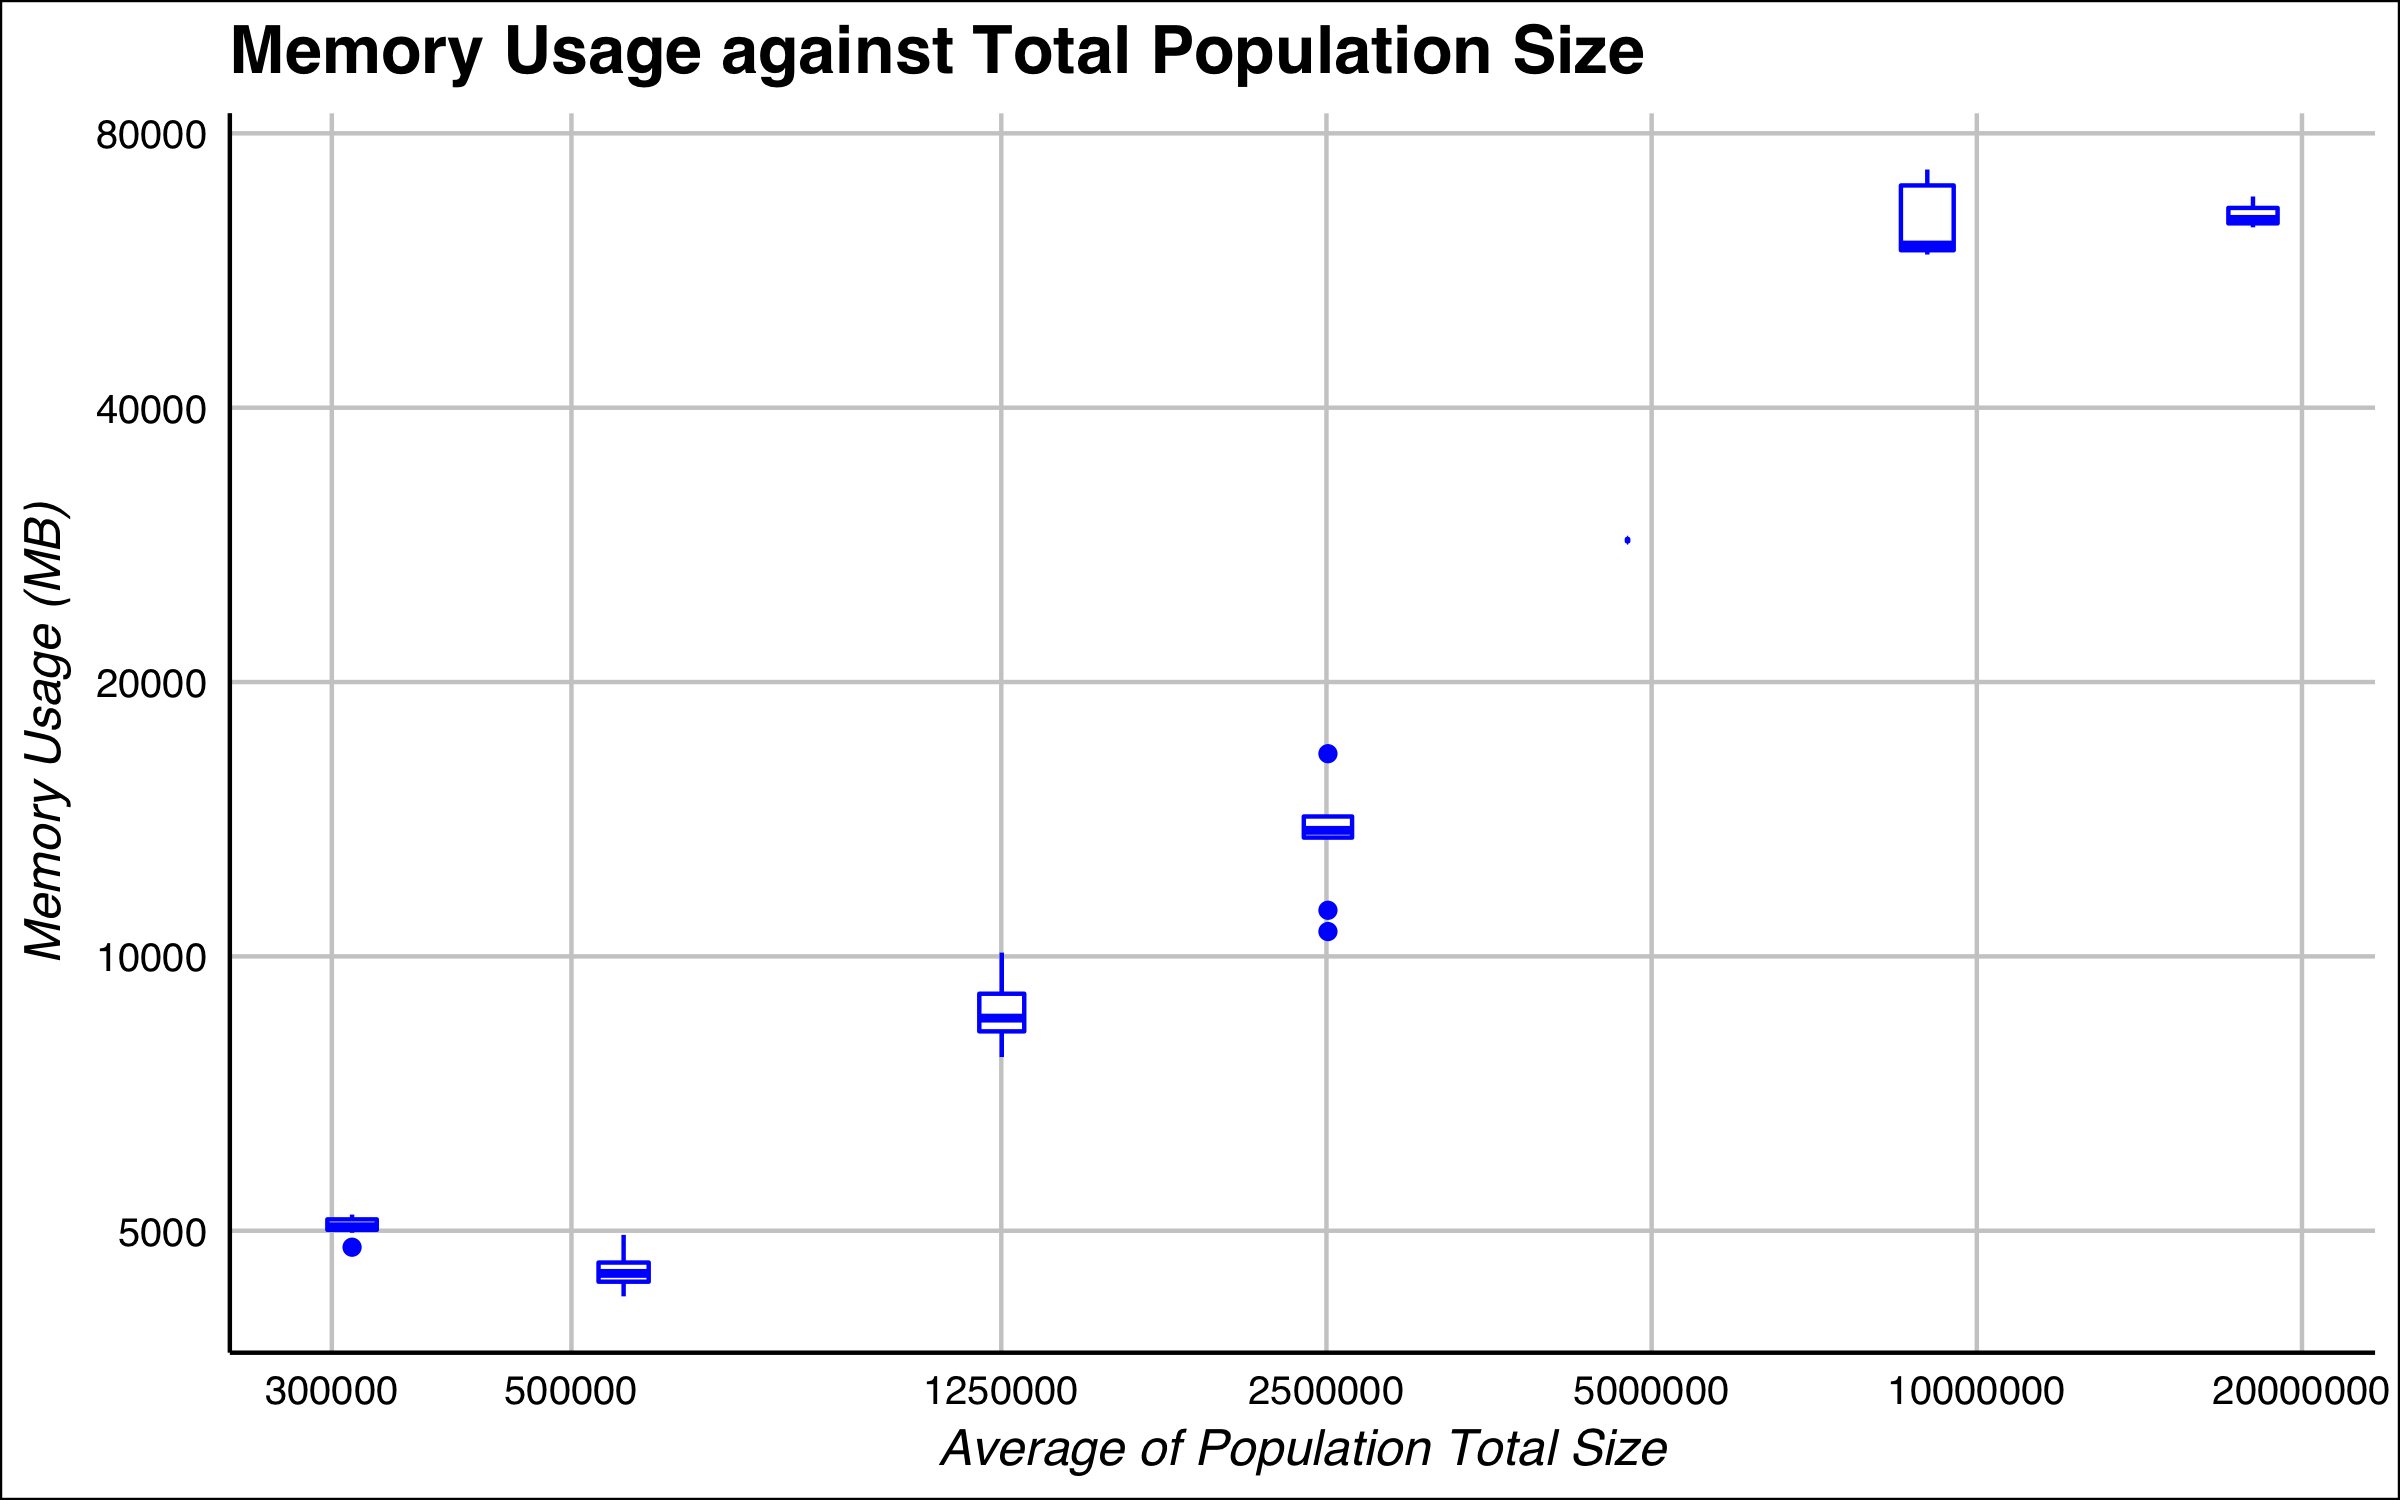 Memory Usage against Total Population Size
80000
40000
20000
10000
5000
Memory Usage (MB)
300000 500000 1250000 2500000 5000000 10000000 20000000
Average of Population Total Size